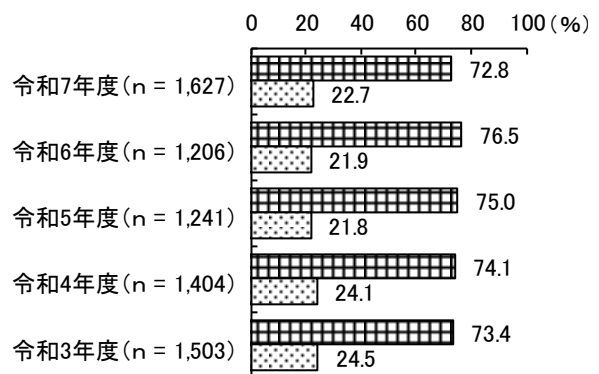 0 20 40 60 80 100（%）
令和7年度（n = 1,627） 72.8
22.7
令和6年度（n = 1,206） 76.5
21.9
令和5年度（n = 1,241） 75.0
21.8
令和4年度（n = 1,404） 74.1
24.1
令和3年度（n = 1,503） 73.4
24.5